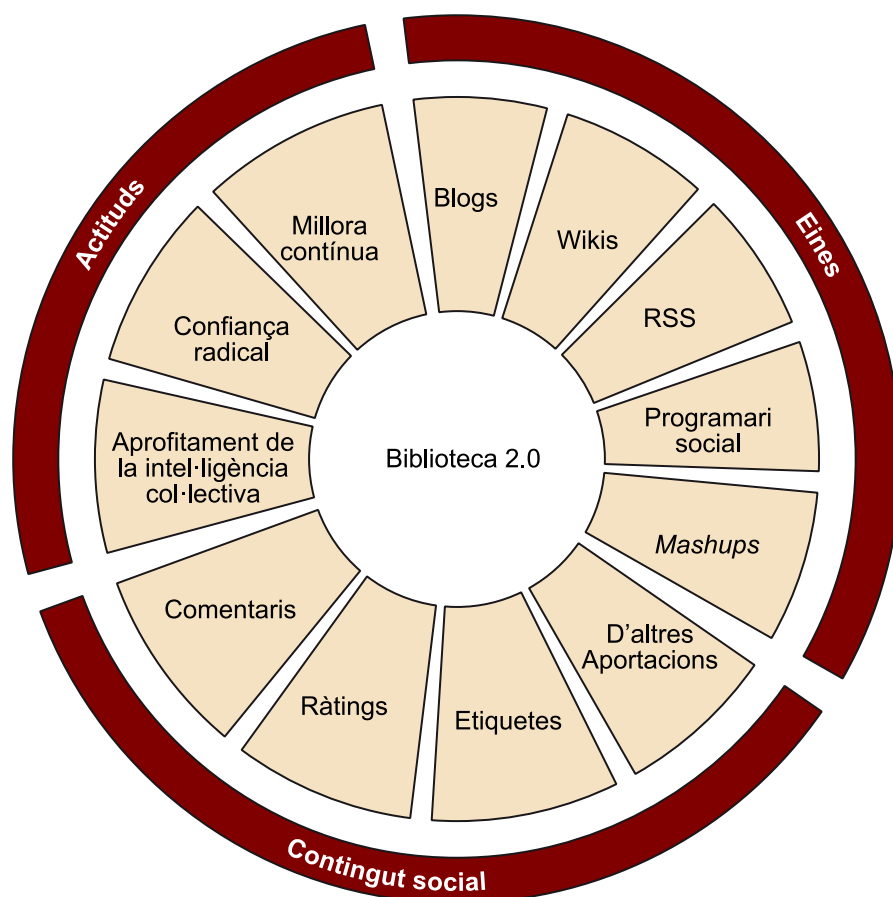 Actituds
Eines
Contingut social
Blogs
Wikis
RSS
Programari
social
Mashups
D'altres
Aportacions
Etiquetes
Ràtings
Comentaris
Aprofitament de
la intel·ligència
col·lectiva
Confiança
radical
Millora
contínua
Biblioteca 2.0